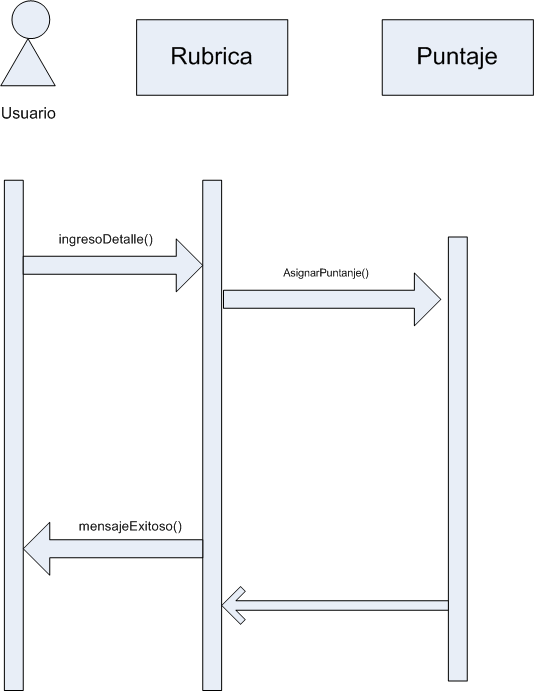 Rubrica
Puntaje
Usuario
ingresoDetalle()
AsignarPuntanje()
mensajeExitoso()